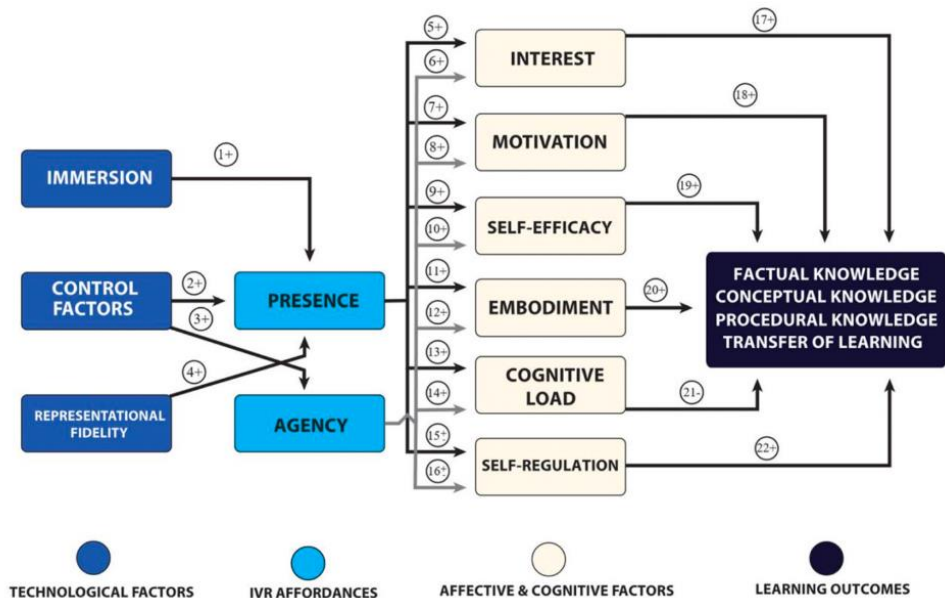 5+
17+
INTEREST
6+
7+
18+
MOTIVATION
8+
1+
IMMERSION
9+
19+
SELF-EFFICACY
10+
CONTROL
FACTORS
2+
3+
PRESENCE
11+
EMBODIMENT
20+
12+
FACTUAL KNOWLEDGE
CONCEPTUAL KNOWLEDGE
PROCEDURAL KNOWLEDGE
TRANSFER OF LEARNING
4+
13+
COGNITIVE
LOAD
14+
21-
REPRESENTATIONAL
FIDELITY
AGENCY
15±
SELF-REGULATION
22+
16±
TECHNOLOGICAL FACTORS
IVR AFFORDANCES
AFFECTIVE & COGNITIVE FACTORS
LEARNING OUTCOMES